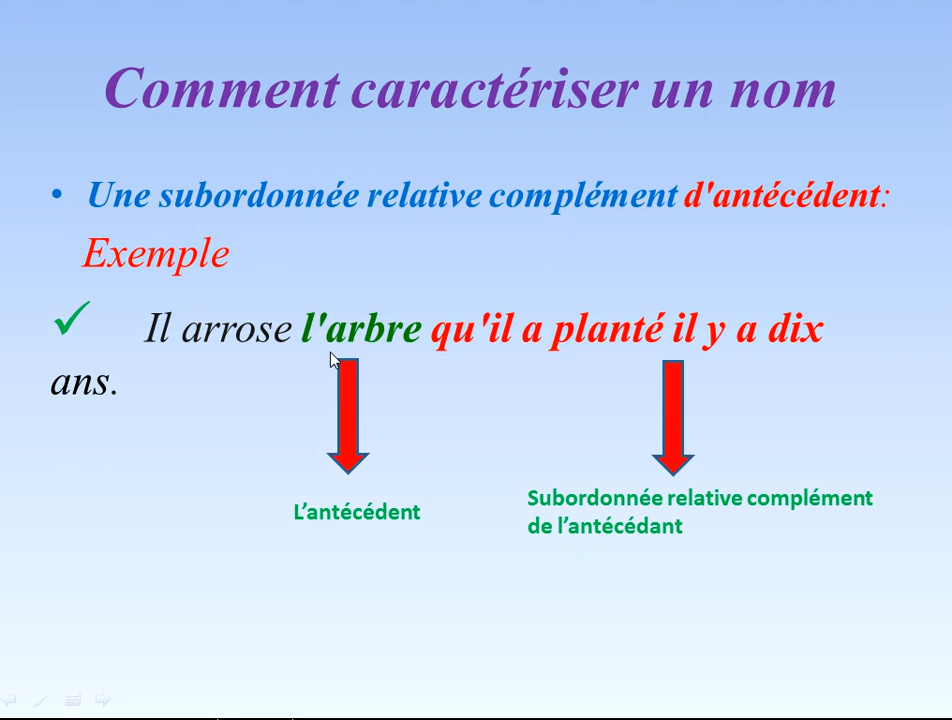 Comment caractériser un nom
• Une subordonnée relative complément d'antécédent:
Exemple
✓ Il arrose l'arbre qu'il a planté il y a dix
ans.
L’antécédent
Subordonnée relative complément
de l’antécédant